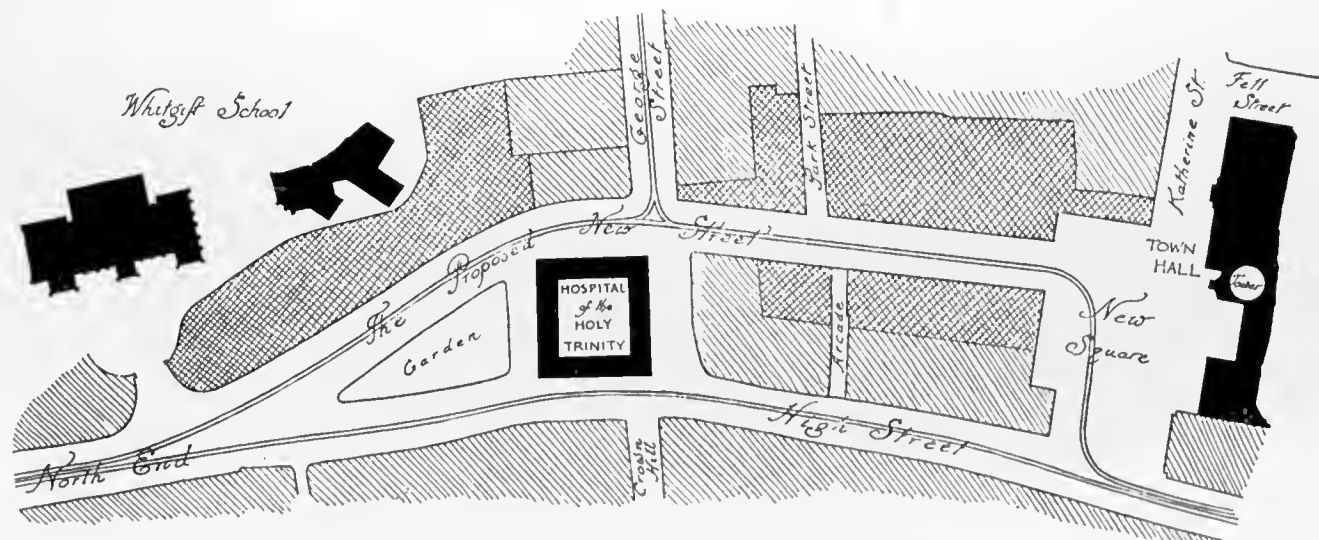 Whitgift School
George
Street
Park Street
Katherine St.
Fell
Street
TOWN
HALL
Tower
The Proposed New Street
HOSPITAL
of the
HOLY
TRINITY
Garden
Arcade
New
Square
High Street
North End
Crown
Hill